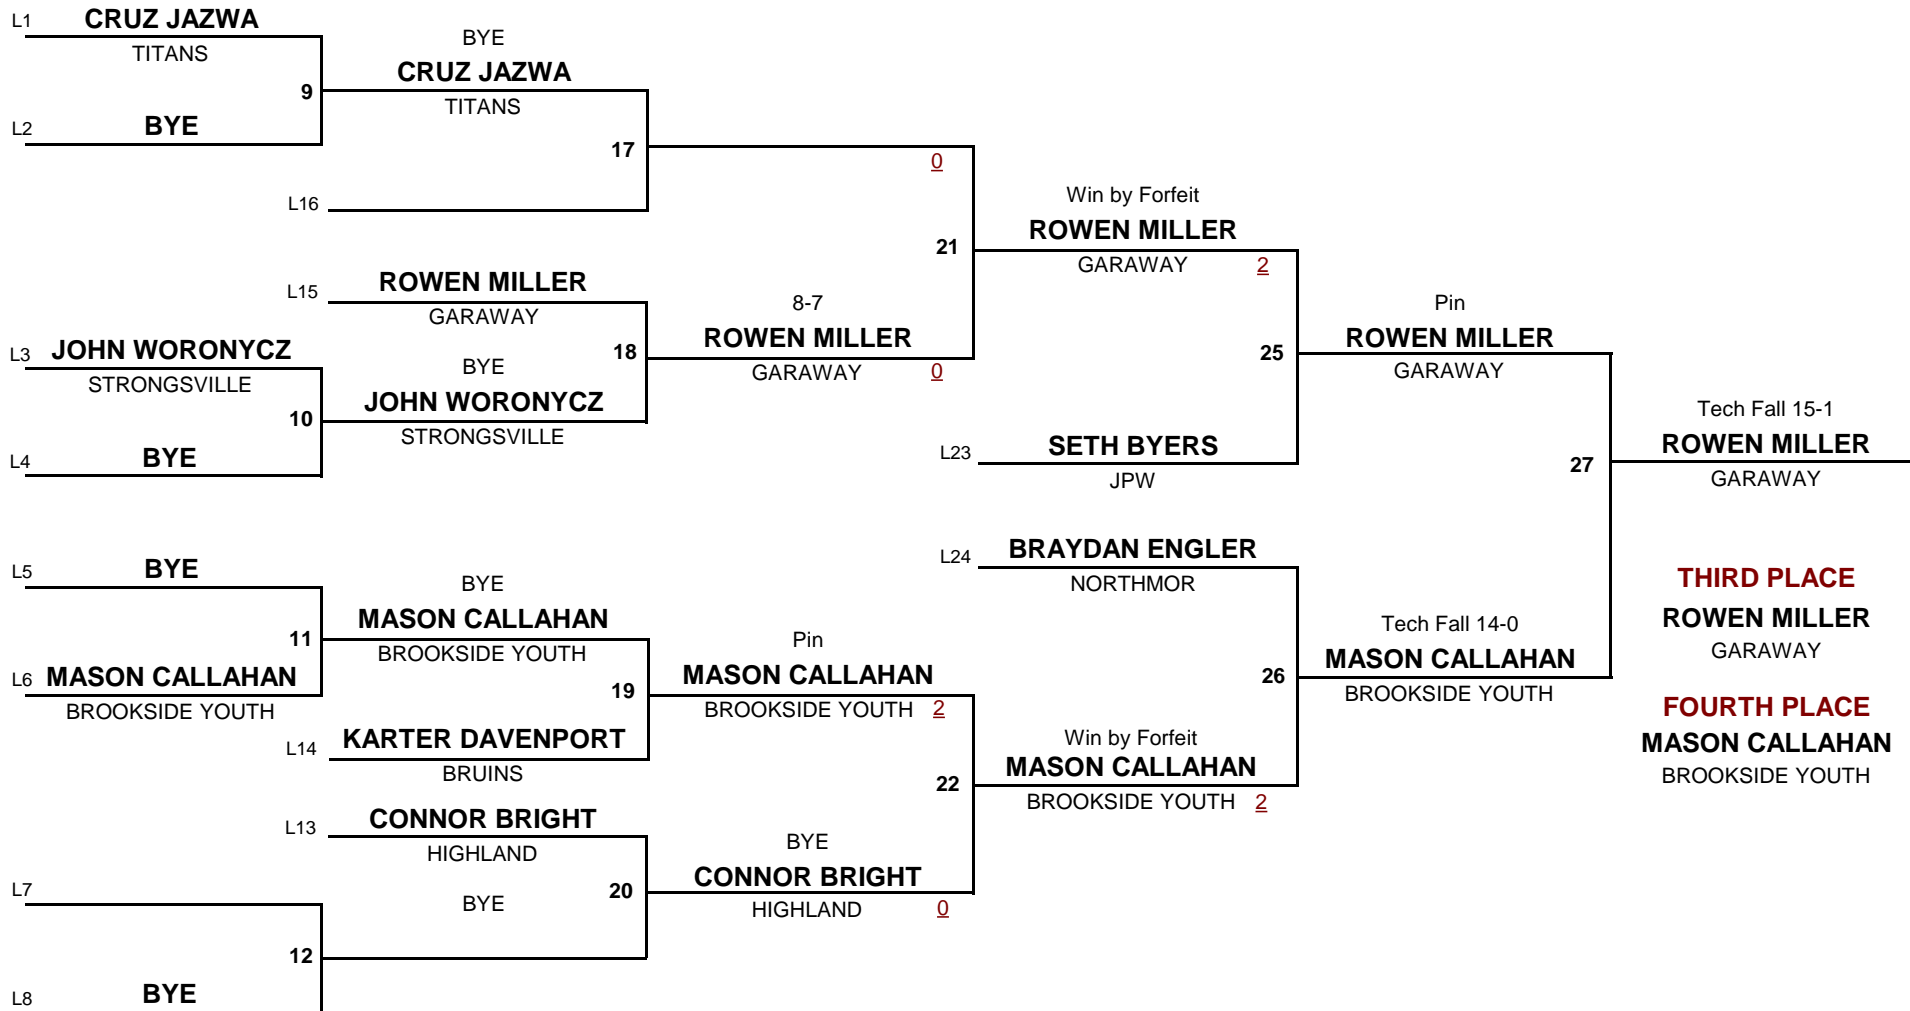 L1 CRUZ JAZWA
TITANS
9
L2 BYE
BYE
CRUZ JAZWA
TITANS
17
L16
0
L15 ROWEN MILLER
GARAWAY
L3 JOHN WORONYCZ
STRONGSVILLE
10
L4 BYE
BYE
JOHN WORONYCZ
STRONGSVILLE
18
8-7
ROWEN MILLER
GARAWAY 0
21
Win by Forfeit
ROWEN MILLER
GARAWAY 2
25
L23 SETH BYERS
JPW
Pin
ROWEN MILLER
GARAWAY
27
Tech Fall 15-1
ROWEN MILLER
GARAWAY
L5 BYE
11
L6 MASON CALLAHAN
BROOKSIDE YOUTH
BYE
MASON CALLAHAN
BROOKSIDE YOUTH
19
L14 KARTER DAVENPORT
BRUINS
Pin
MASON CALLAHAN
BROOKSIDE YOUTH 2
22
L13 CONNOR BRIGHT
HIGHLAND
L7
BYE
20
12
L8 BYE
BYE
CONNOR BRIGHT
HIGHLAND 0
L24 BRAYDAN ENGLER
NORTHMOR
26
Win by Forfeit
MASON CALLAHAN
BROOKSIDE YOUTH 2
Tech Fall 14-0
MASON CALLAHAN
BROOKSIDE YOUTH
THIRD PLACE
ROWEN MILLER
GARAWAY
FOURTH PLACE
MASON CALLAHAN
BROOKSIDE YOUTH